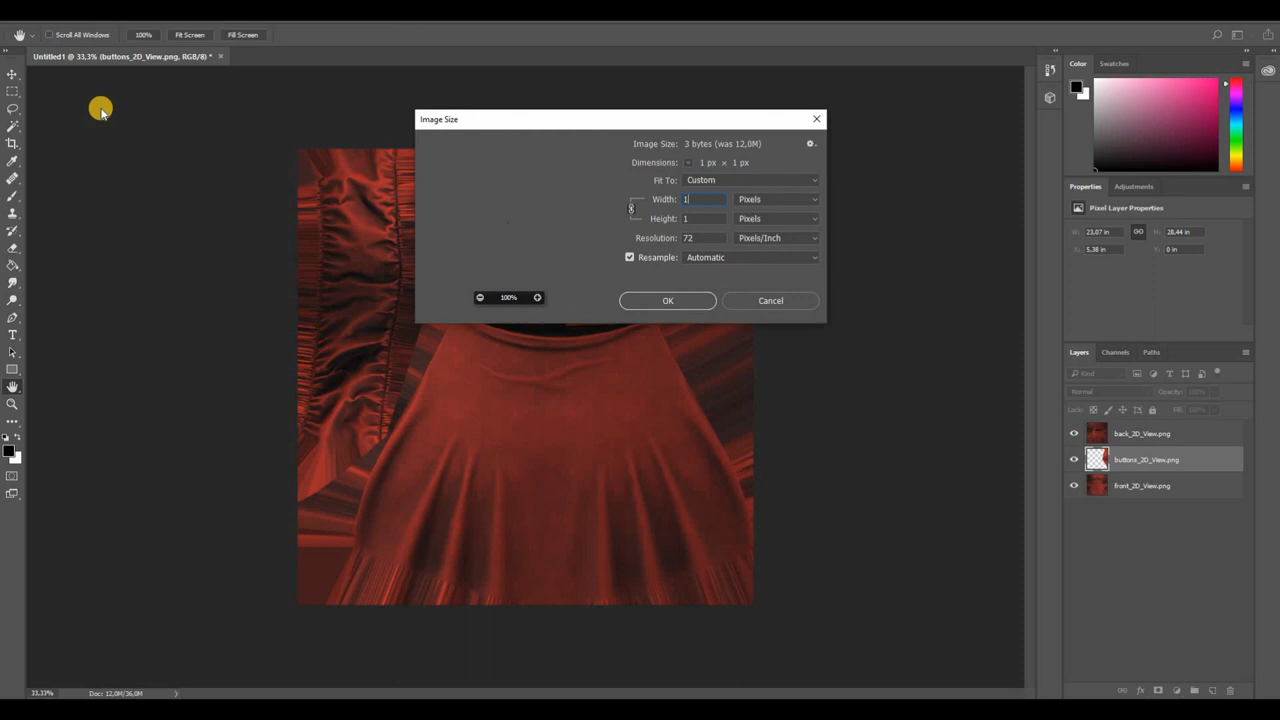 Scroll All Windows 100% Fit Screen Fill Screen
Untitled1 @ 33,3% (buttons_2D_View.png, RGB/8) * ×
Image Size
Image Size: 3 bytes (was 12,0M)
Dimensions: 1 px × 1 px
Fit To: Custom
Width: 1 Pixels
Height: 1 Pixels
Resolution: 72 Pixels/Inch
Resample: Automatic
100%
OK Cancel
Color Swatches
Properties Adjustments
Pixel Layer Properties
W: 23,07 in H: 28,44 in
X: 5,38 in Y: 0 in
Layers Channels Paths
Kind
Normal Opacity: 100%
Lock: Fill: 100%
back_2D_View.png
buttons_2D_View.png
front_2D_View.png
33,33% Doc: 12,0M/36,0M